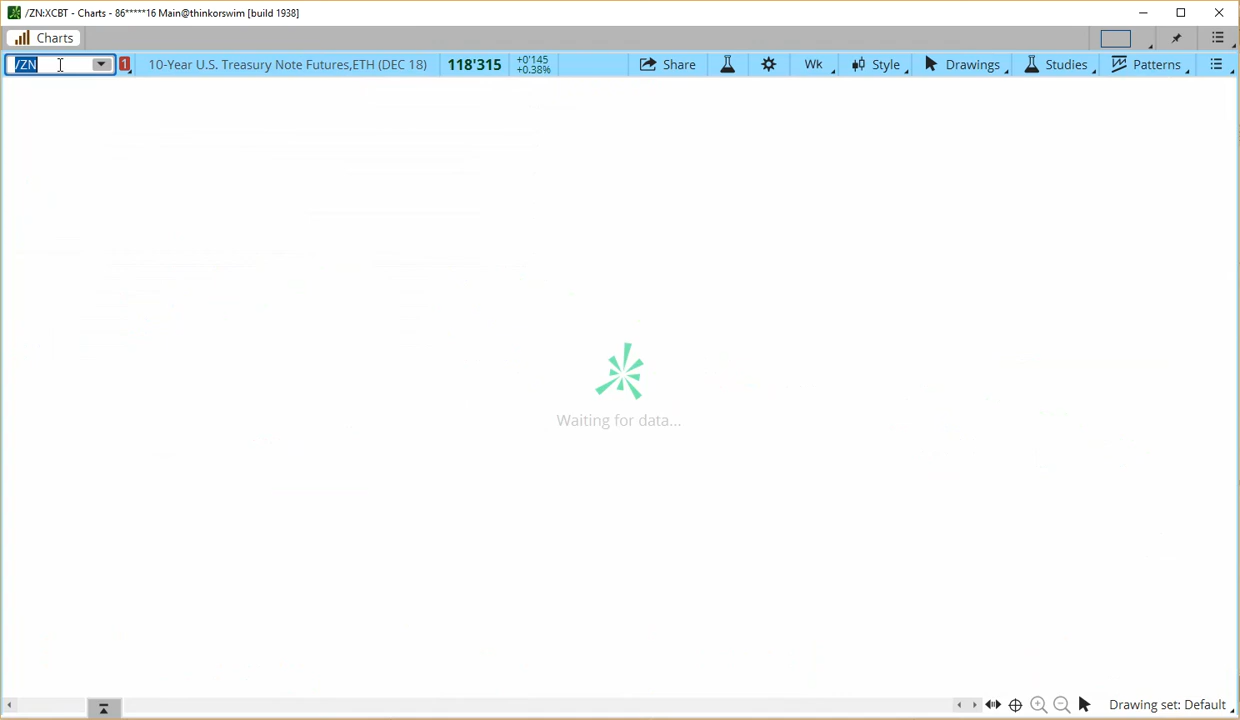 /ZN:XCBT - Charts - 86*****16 Main@thinkorswim [build 1938]
Charts
/ZN 1 10-Year U.S. Treasury Note Futures,ETH (DEC 18) 118'315 +0'145 Share Wk Style Drawings Studies Patterns
+0.38%
Waiting for data...
Drawing set: Default